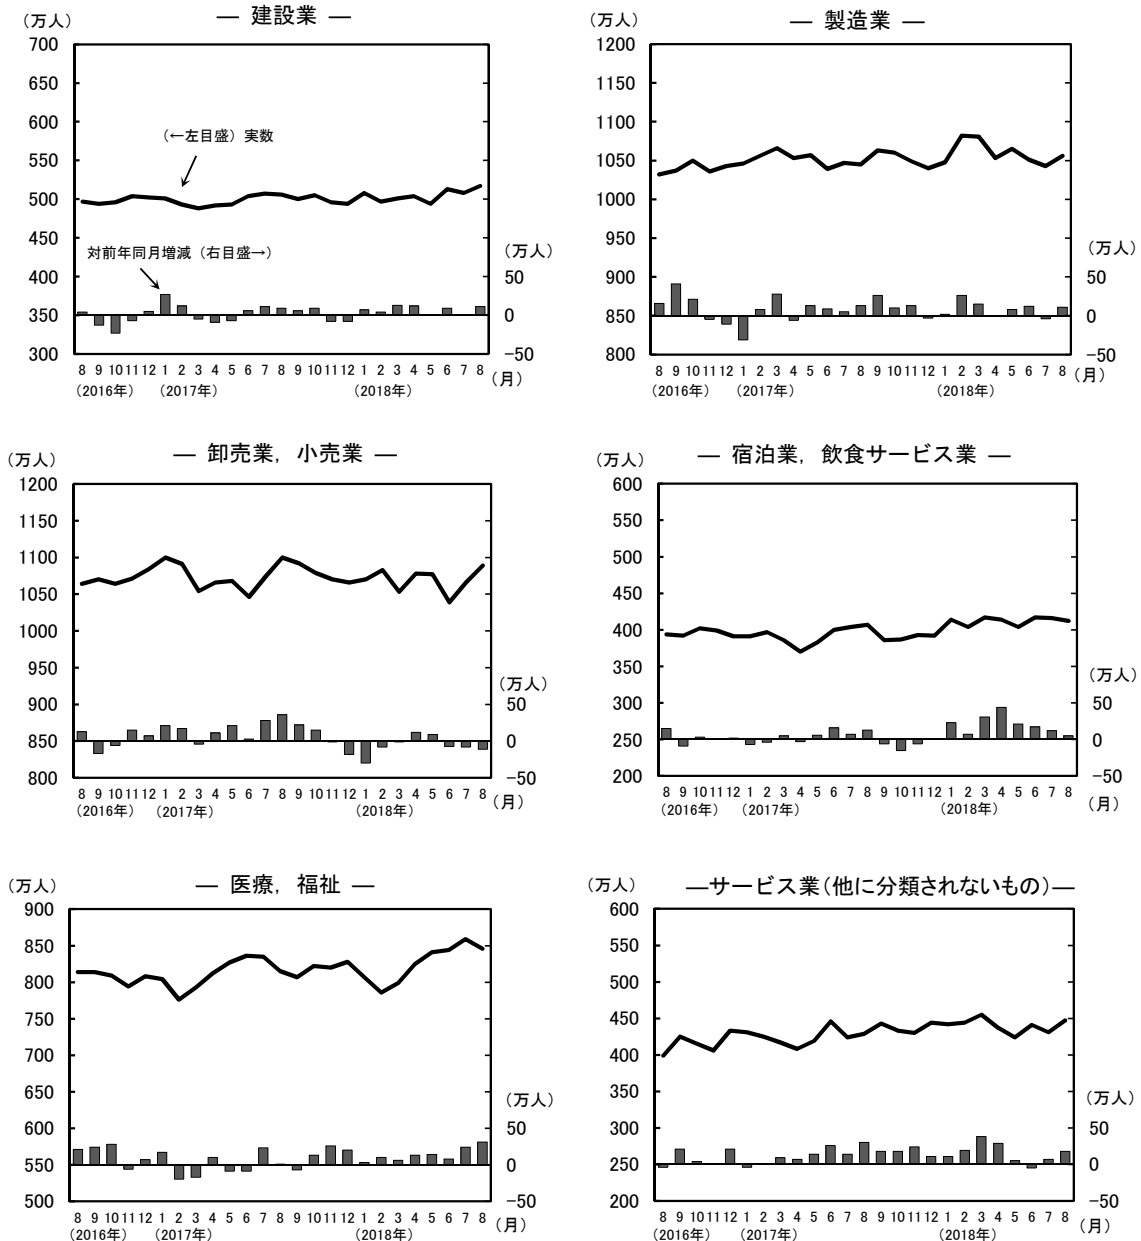 — 建設業 —
(万人)
700
650
600
550
500
450
400
350
300
(←左目盛) 実数
対前年同月増減 (右目盛→)
(万人)
50
0
-50
8 9 10 11 12 1 2 3 4 5 6 7 8 9 10 11 12 1 2 3 4 5 6 7 8
(月)
(2016年) (2017年) (2018年)
— 製造業 —
(万人)
1200
1150
1100
1050
1000
950
900
850
800
(万人)
50
0
-50
8 9 10 11 12 1 2 3 4 5 6 7 8 9 10 11 12 1 2 3 4 5 6 7 8
(月)
(2016年) (2017年) (2018年)
— 卸売業, 小売業 —
(万人)
1200
1150
1100
1050
1000
950
900
850
800
(万人)
50
0
-50
8 9 10 11 12 1 2 3 4 5 6 7 8 9 10 11 12 1 2 3 4 5 6 7 8
(月)
(2016年) (2017年) (2018年)
— 宿泊業, 飲食サービス業 —
(万人)
600
550
500
450
400
350
300
250
200
(万人)
50
0
-50
8 9 10 11 12 1 2 3 4 5 6 7 8 9 10 11 12 1 2 3 4 5 6 7 8
(月)
(2016年) (2017年) (2018年)
— 医療, 福祉 —
(万人)
900
850
800
750
700
650
600
550
500
(万人)
50
0
-50
8 9 10 11 12 1 2 3 4 5 6 7 8 9 10 11 12 1 2 3 4 5 6 7 8
(月)
(2016年) (2017年) (2018年)
—サービス業(他に分類されないもの)—
(万人)
600
550
500
450
400
350
300
250
200
(万人)
50
0
-50
8 9 10 11 12 1 2 3 4 5 6 7 8 9 10 11 12 1 2 3 4 5 6 7 8
(月)
(2016年) (2017年) (2018年)